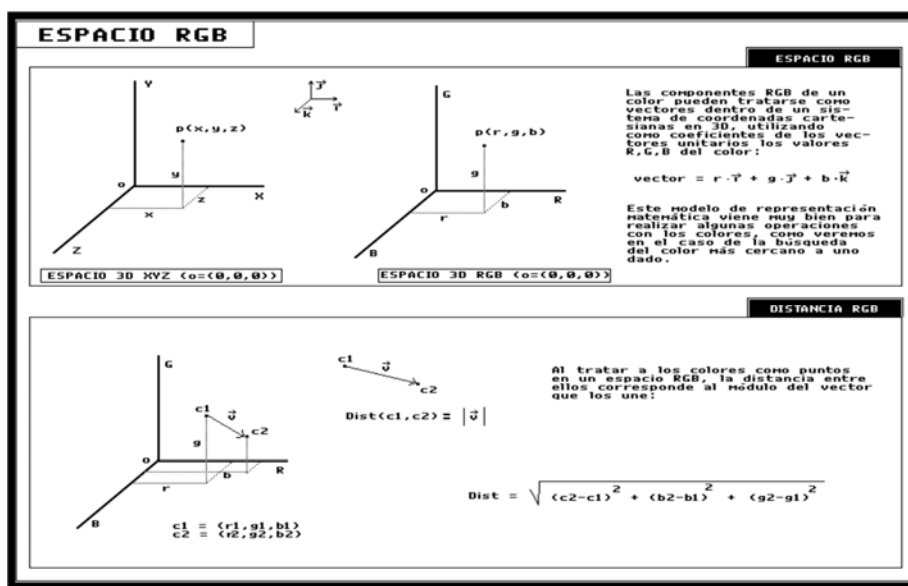 ESPACIO RGB
ESPACIO RGB
Y
p(x,y,z)
y
o
x
z
X
Z
ESPACIO 3D XYZ (o=(0,0,0))
j
i
k
G
p(r,g,b)
g
o
r
b
R
B
ESPACIO 3D RGB (o=(0,0,0))
Las componentes RGB de un
color pueden tratarse como
vectores dentro de un sis-
tema de coordenadas carte-
sianas en 3D, utilizando
como coeficientes de los vec-
tores unitarios los valores
R,G,B del color:
vector = r·i⃗ + g·j⃗ + b·k⃗
Este modelo de representación
matemática viene muy bien para
realizar algunas operaciones
con los colores, como veremos
en el caso de la búsqueda
del color más cercano a uno
dado.
DISTANCIA RGB
G
c1
v⃗
c2
g
o
r
b
R
B
c1 = (r1,g1,b1)
c2 = (r2,g2,b2)
c1
v⃗
c2
Dist(c1,c2) = |v⃗|
Al tratar a los colores como puntos
en un espacio RGB, la distancia entre
ellos corresponde al módulo del vector
que los une:
Dist = √((c2-c1)² + (b2-b1)² + (g2-g1)²)